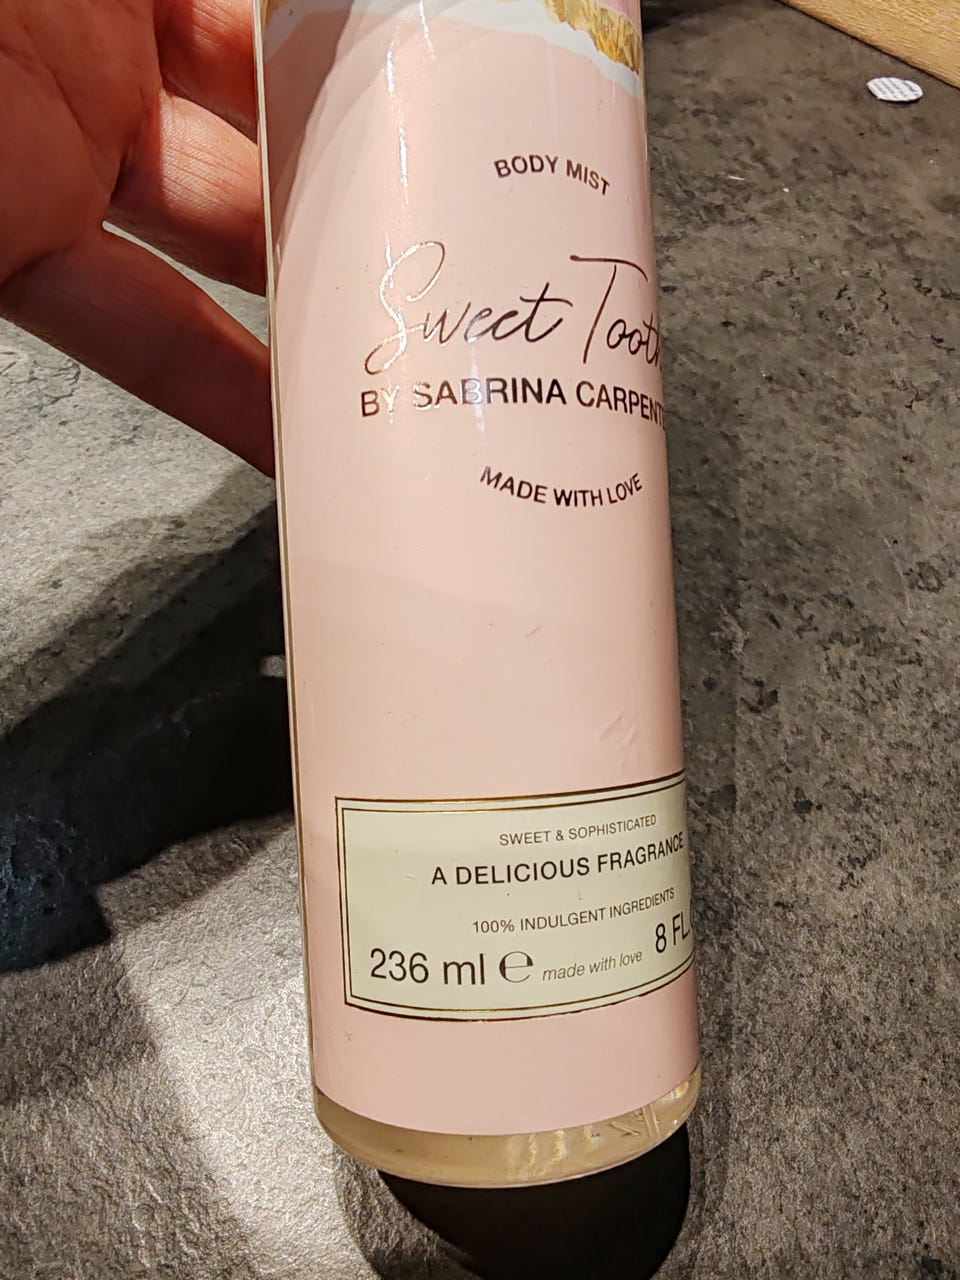 BODY MIST
Sweet Tooth
BY SABRINA CARPENT
MADE WITH LOVE
SWEET & SOPHISTICATED
A DELICIOUS FRAGRANCE
100% INDULGENT INGREDIENTS
236 ml ℮ made with love 8 FL.